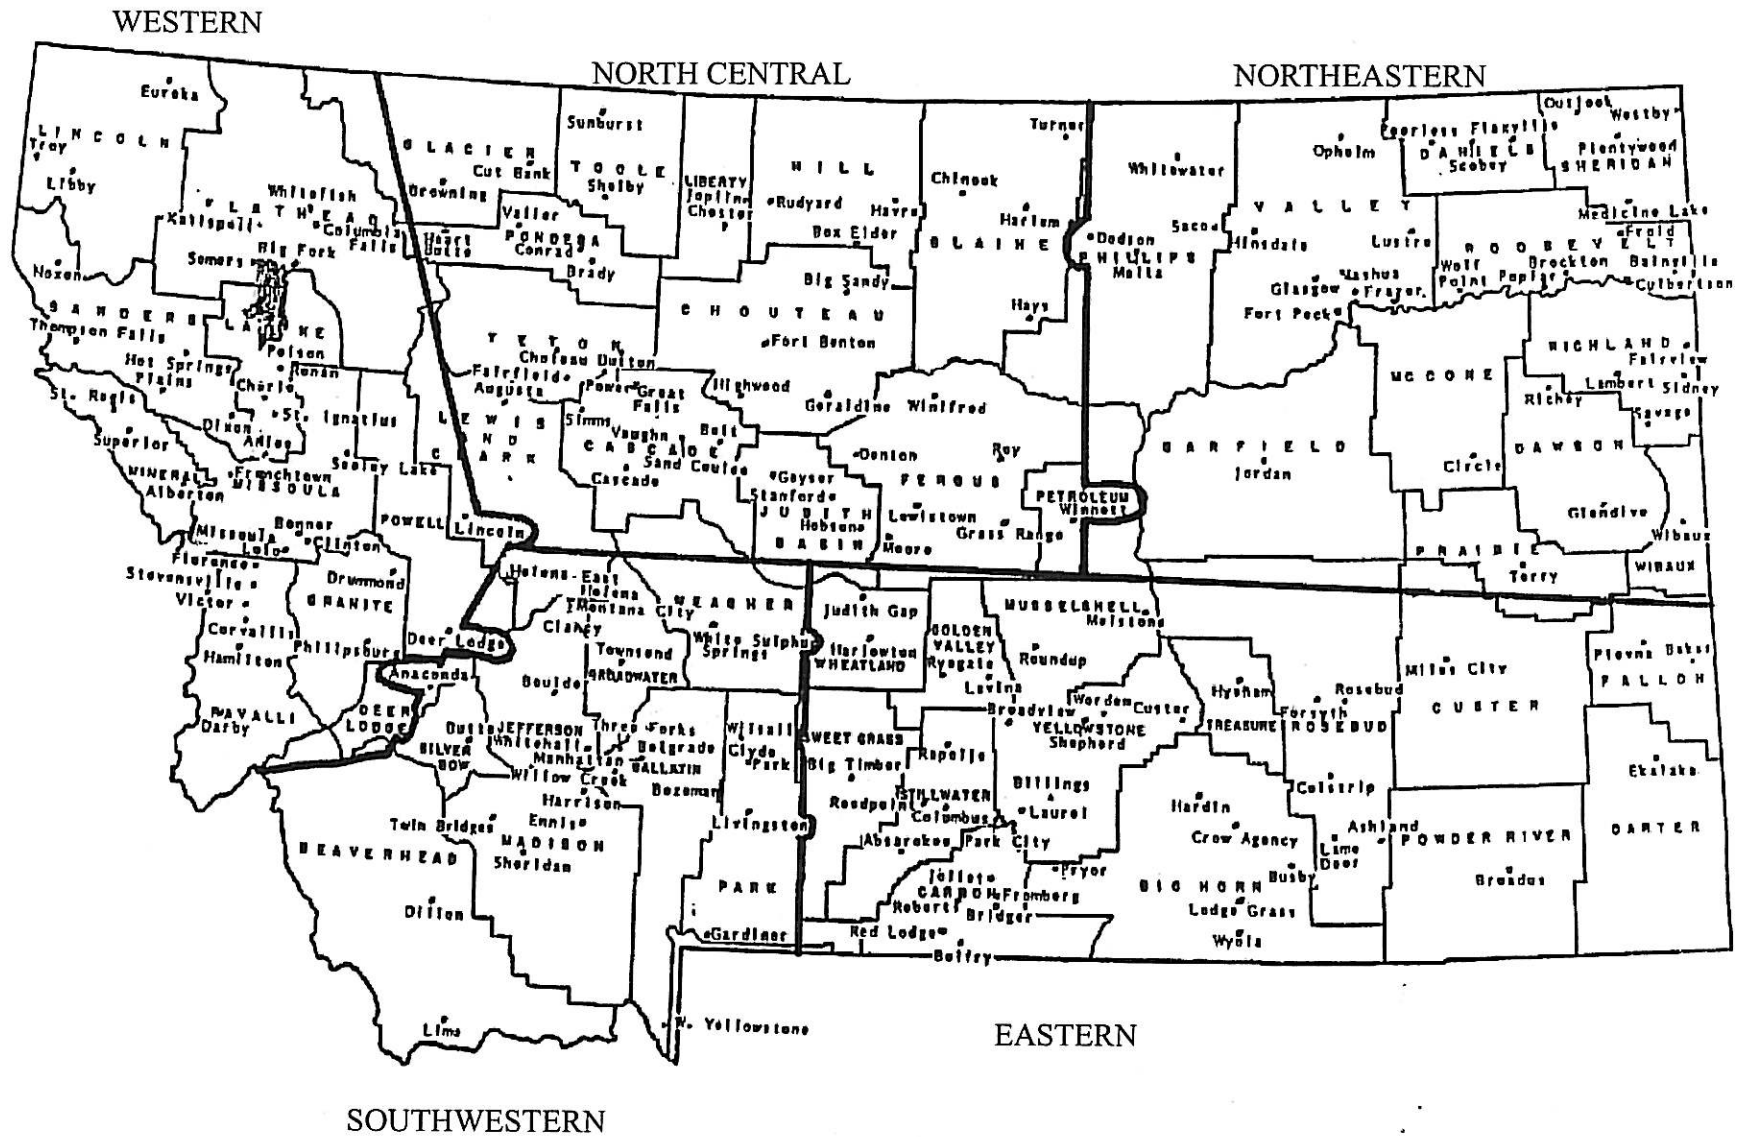 WESTERN
NORTH CENTRAL
NORTHEASTERN
Eureka
LINCOLN
Troy
Libby
Noxon
Whitefish
FLATHEAD
Kalispell
Columbia
Falls
Big Fork
Somers
SANDERS
LAKE
Thompson Falls
Hot Springs
Plains
Polson
Ronan
Charlo
St. Ignatius
Dixon
Arlee
St. Regis
Superior
MINERAL
Alberton
Frenchtown
MISSOULA
Seeley Lake
Missoula
Bonner
Clinton
Lolo
Florence
Stevensville
Victor
Corvallis
Hamilton
RAVALLI
Darby
Drummond
GRANITE
Philipsburg
POWELL
Lincoln
Deer Lodge
Anaconda
DEER
LODGE
GLACIER
Cut Bank
Browning
Heart
Butte
Sunburst
TOOLE
Shelby
Valier
PONDERA
Conrad
Brady
LIBERTY
Joplin
Chester
HILL
Rudyard
Havre
Box Elder
Big Sandy
CHOUTEAU
Fort Benton
Highwood
Geraldine
Turner
Chinook
Harlem
BLAINE
Hays
TETON
Choteau
Dutton
Fairfield
Power
Great
Falls
Augusta
LEWIS
AND
CLARK
Simms
Vaughn
Belt
CASCADE
Sand Coulee
Cascade
Geyser
Stanford
JUDITH
Hobson
BASIN
Winifred
Denton
Roy
FERGUS
Lewistown
Grass Range
Moore
PETROLEUM
Winnett
Whitewater
Saco
Dodson
PHILLIPS
Malta
Opheim
VALLEY
Hinsdale
Lustre
Glasgow
Nashua
Frazer
Fort Peck
Peerless
Flaxville
DANIELS
Scobey
Outlook
Westby
Plentywood
SHERIDAN
Medicine Lake
Froid
ROOSEVELT
Wolf
Point
Poplar
Brockton
Bainville
Culbertson
RICHLAND
Fairview
Lambert
Sidney
Richey
Savage
MCCONE
Circle
GARFIELD
Jordan
DAWSON
Glendive
PRAIRIE
Terry
Wibaux
WIBAUX
Helena-East
Helena
Montana City
Clancy
Townsend
BROADWATER
MEAGHER
White Sulphur
Springs
Boulde
Butte
JEFFERSON
SILVER
BOW
Whitehall
Three Forks
Manhattan
Belgrade
Willow Creek
GALLATIN
Bozeman
Harrison
Ennis
MADISON
Sheridan
Twin Bridges
BEAVERHEAD
Dillon
Lima
W. Yellowstone
Wilsall
Clyde
Park
Livingston
PARK
Gardiner
Judith Gap
Harlowton
WHEATLAND
GOLDEN
VALLEY
Ryegate
Lavina
MUSSELSHELL
Melstone
Roundup
SWEET GRASS
Big Timber
Reedpoint
Rapelje
STILLWATER
Columbus
Absarokee
Park City
Broadview
Worden
Custer
YELLOWSTONE
Shepherd
Billings
Laurel
Pryor
Joliet
CARBON
Fromberg
Roberts
Bridger
Red Lodge
Belfry
Hysham
TREASURE
Forsyth
Rosebud
ROSEBUD
Colstrip
Ashland
Lame
Deer
Hardin
Crow Agency
Busby
BIG HORN
Lodge Grass
Wyola
Miles City
CUSTER
POWDER RIVER
Broadus
Plevna
Baker
FALLON
Ekalaka
CARTER
EASTERN
SOUTHWESTERN